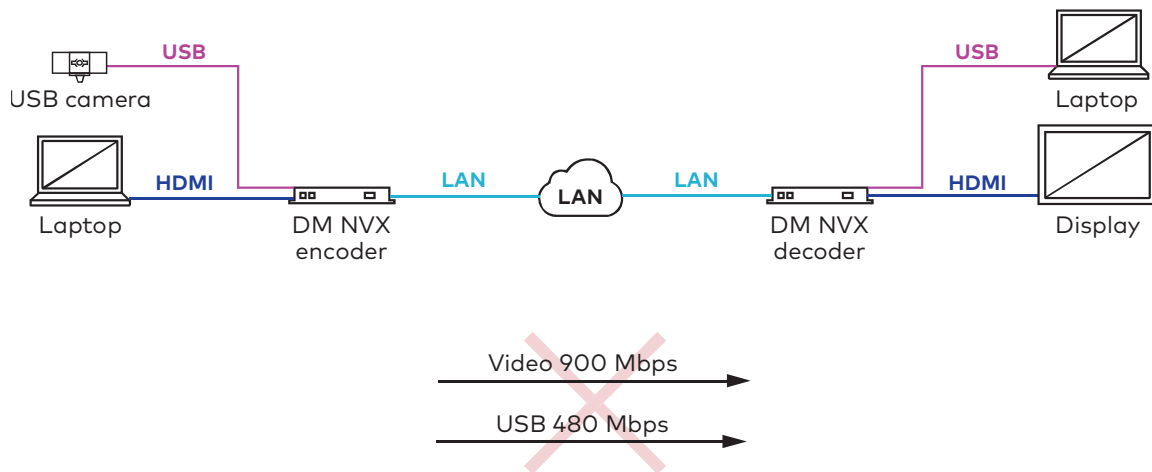 USB
USB
USB camera
Laptop
HDMI
LAN
LAN
LAN
HDMI
Laptop
DM NVX
encoder
DM NVX
decoder
Display
Video 900 Mbps
USB 480 Mbps